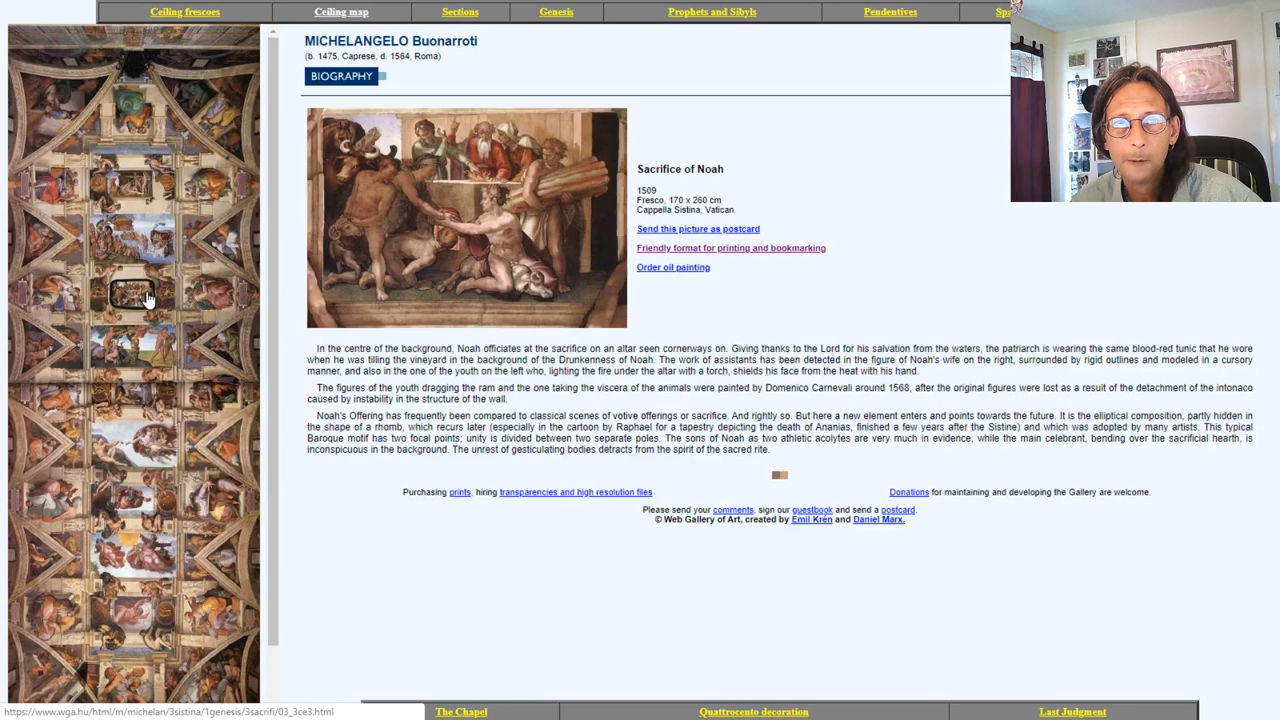 Ceiling frescoes Ceiling map Sections Genesis Prophets and Sibyls Pendentives
MICHELANGELO Buonarroti
(b. 1475, Caprese, d. 1564, Roma)
BIOGRAPHY
Sacrifice of Noah
1509
Fresco, 170 x 260 cm
Cappella Sistina, Vatican
Send this picture as postcard
Friendly format for printing and bookmarking
Order oil painting
In the centre of the background, Noah officiates at the sacrifice on an altar seen cornerways on. Giving thanks to the Lord for his salvation from the waters, the patriarch is wearing the same blood-red tunic that he wore
when he was tilling the vineyard in the background of the Drunkenness of Noah. The work of assistants has been detected in the figure of Noah's wife on the right, surrounded by rigid outlines and modeled in a cursory
manner, and also in the one of the youth on the left who, lighting the fire under the altar with a torch, shields his face from the heat with his hand.
The figures of the youth dragging the ram and the one taking the viscera of the animals were painted by Domenico Carnevali around 1568, after the original figures were lost as a result of the detachment of the intonaco
caused by instability in the structure of the wall.
Noah's Offering has frequently been compared to classical scenes of votive offerings or sacrifice. And rightly so. But here a new element enters and points towards the future. It is the elliptical composition, partly hidden in
the shape of a rhomb, which recurs later (especially in the cartoon by Raphael for a tapestry depicting the death of Ananias, finished a few years after the Sistine) and which was adopted by many artists. This typical
Baroque motif has two focal points; unity is divided between two separate poles. The sons of Noah as two athletic acolytes are very much in evidence, while the main celebrant, bending over the sacrificial hearth, is
inconspicuous in the background. The unrest of gesticulating bodies detracts from the spirit of the sacred rite.
Purchasing prints, hiring transparencies and high resolution files Donations for maintaining and developing the Gallery are welcome.
Please send your comments, sign our guestbook and send a postcard.
© Web Gallery of Art, created by Emil Krén and Daniel Marx.
https://www.wga.hu/html/m/michelan/3sistina/1genesis/3sacrifi/03_3ce3.html The Chapel Quattrocento decoration Last Judgment